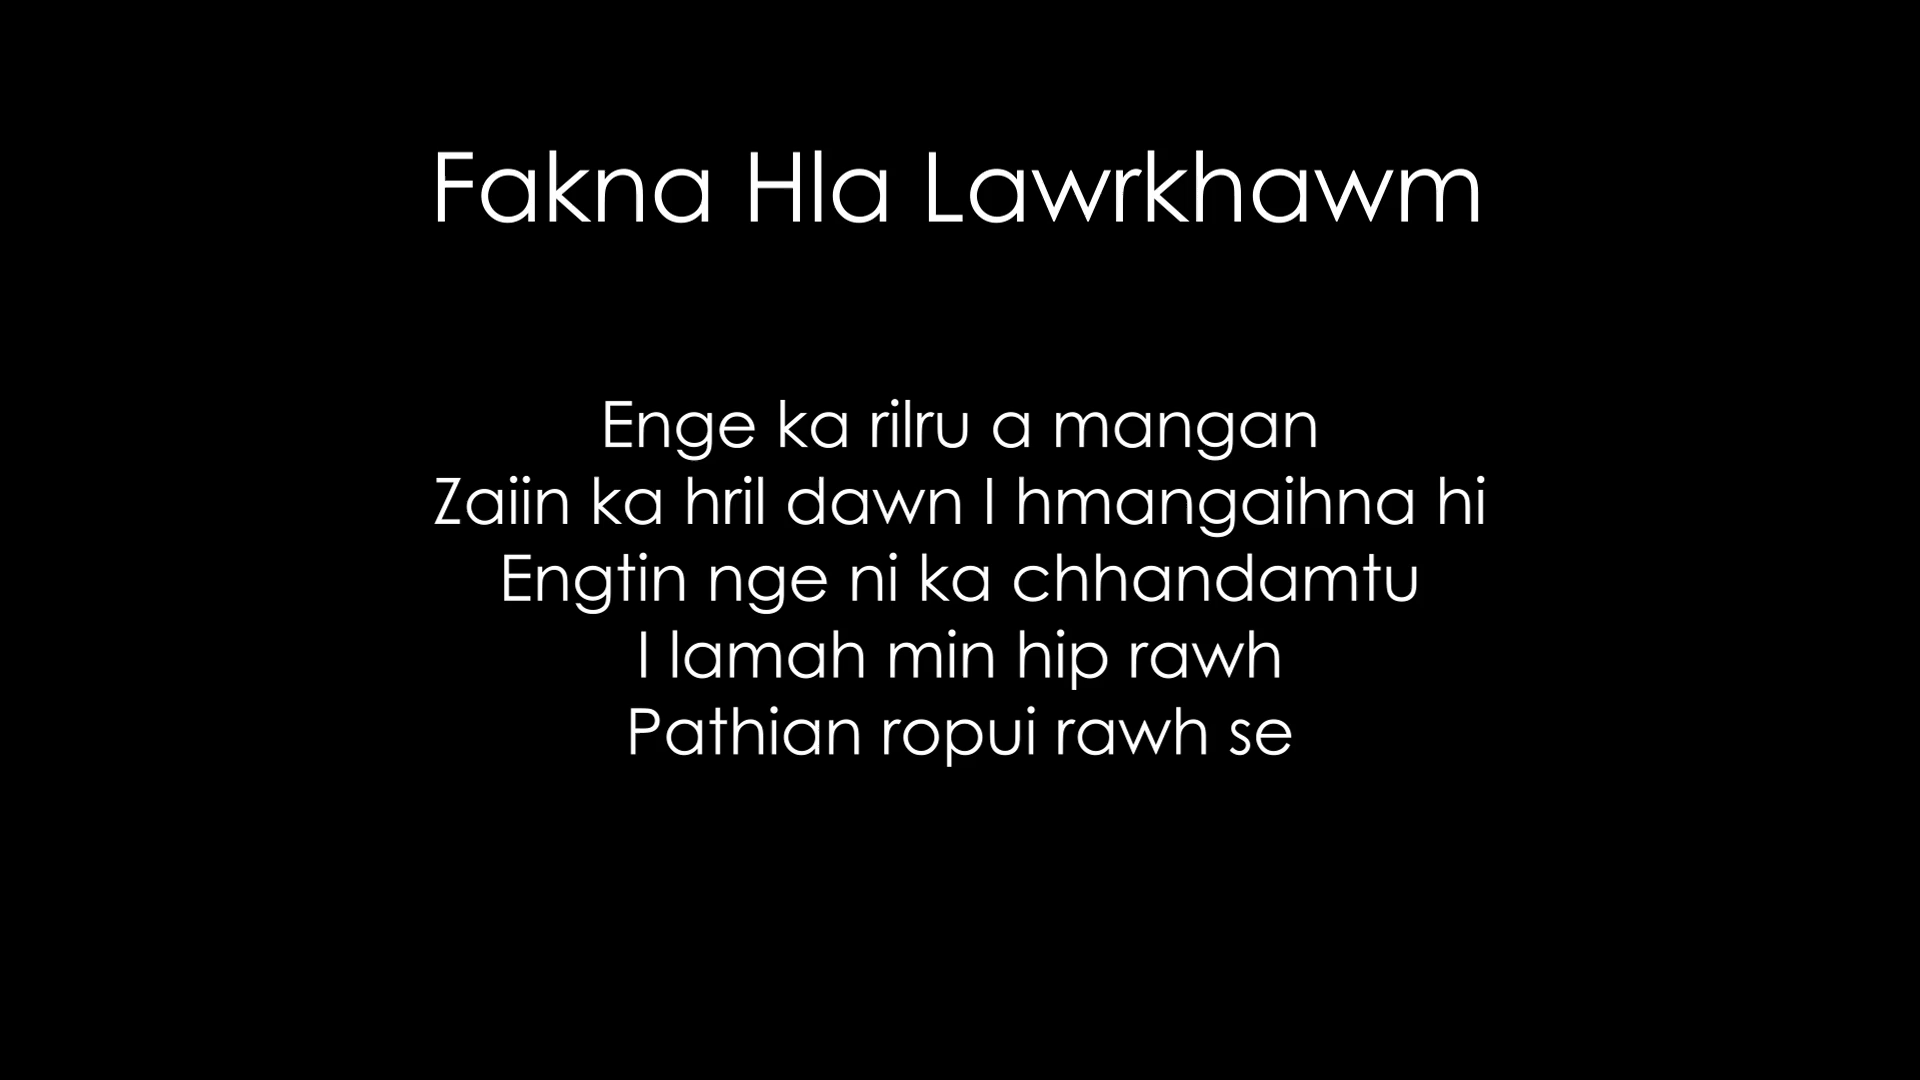 Fakna Hla Lawrkhawm
Enge ka rilru a mangan
Zaiin ka hril dawn I hmangaihna hi
Engtin nge ni ka chhandamtu
I lamah min hip rawh
Pathian ropui rawh se